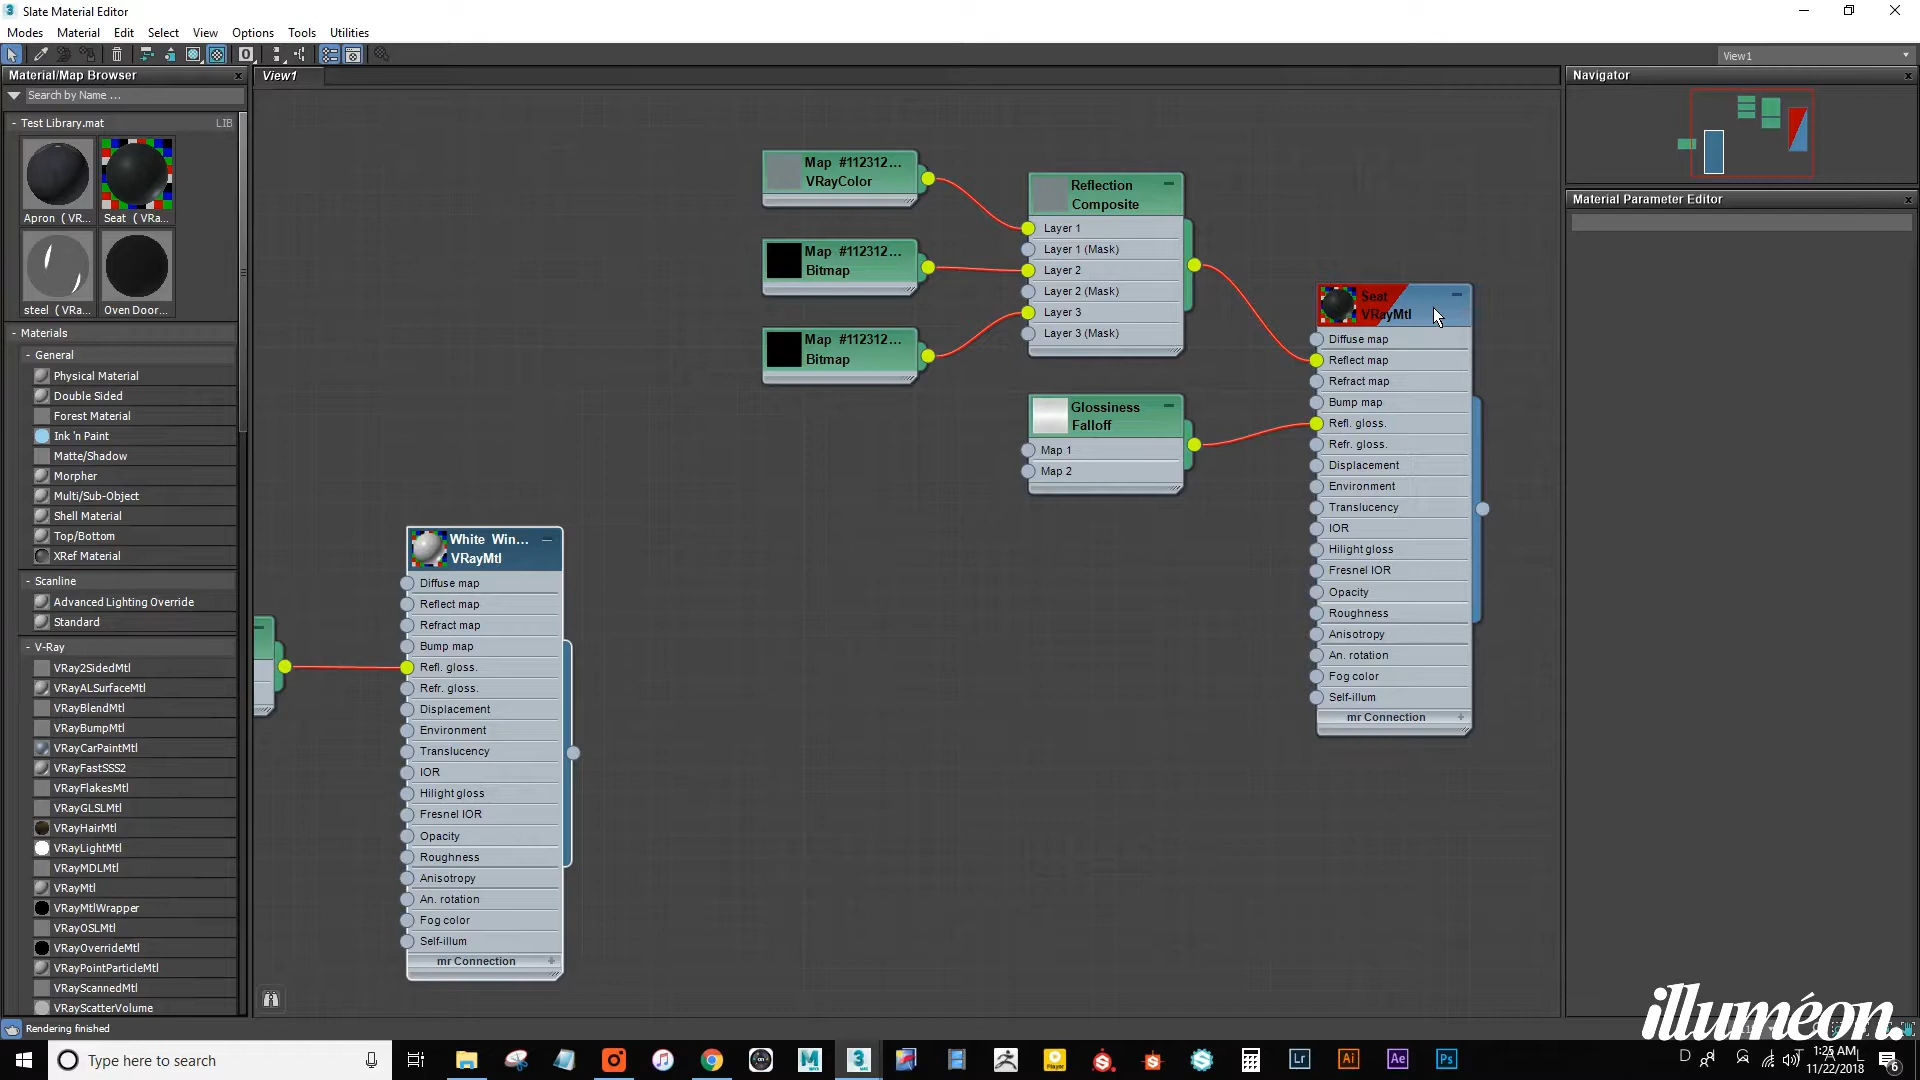 Slate Material Editor
Modes Material Edit Select View Options Tools Utilities
View1
Material/Map Browser
Search by Name ...
- Test Library.mat LIB
Apron ( VR... Seat ( VRa...
steel ( VRa... Oven Door...
- Materials
- General
Physical Material
Double Sided
Forest Material
Ink 'n Paint
Matte/Shadow
Morpher
Multi/Sub-Object
Shell Material
Top/Bottom
XRef Material
- Scanline
Advanced Lighting Override
Standard
- V-Ray
VRay2SidedMtl
VRayALSurfaceMtl
VRayBlendMtl
VRayBumpMtl
VRayCarPaintMtl
VRayFastSSS2
VRayFlakesMtl
VRayGLSLMtl
VRayHairMtl
VRayLightMtl
VRayMDLMtl
VRayMtl
VRayMtlWrapper
VRayOSLMtl
VRayOverrideMtl
VRayPointParticleMtl
VRayScannedMtl
VRayScatterVolume
View1
Map #112312...
VRayColor
Map #112312...
Bitmap
Map #112312...
Bitmap
Reflection
Composite
Layer 1
Layer 1 (Mask)
Layer 2
Layer 2 (Mask)
Layer 3
Layer 3 (Mask)
Glossiness
Falloff
Map 1
Map 2
Seat
VRayMtl
Diffuse map
Reflect map
Refract map
Bump map
Refl. gloss.
Refr. gloss.
Displacement
Environment
Translucency
IOR
Hilight gloss
Fresnel IOR
Opacity
Roughness
Anisotropy
An. rotation
Fog color
Self-illum
mr Connection +
White Win...
VRayMtl
Diffuse map
Reflect map
Refract map
Bump map
Refl. gloss.
Refr. gloss.
Displacement
Environment
Translucency
IOR
Hilight gloss
Fresnel IOR
Opacity
Roughness
Anisotropy
An. rotation
Fog color
Self-illum
mr Connection +
Navigator
Material Parameter Editor
Rendering finished
illuméon.
Type here to search
Lr Ai Ae Ps
1:25 AM
11/22/2018
6